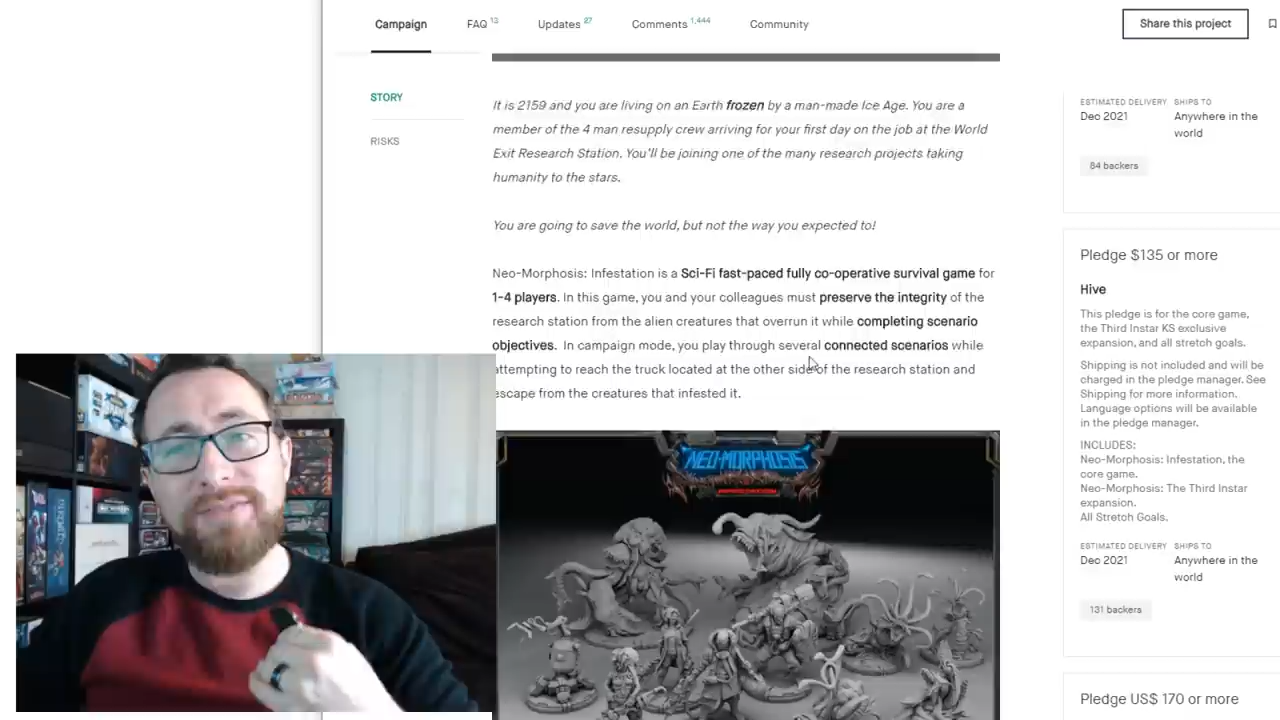 Campaign
FAQ 13
Updates 27
Comments 1,444
Community
Share this project
STORY
RISKS
It is 2159 and you are living on an Earth frozen by a man-made Ice Age. You are a
member of the 4 man resupply crew arriving for your first day on the job at the World
Exit Research Station. You'll be joining one of the many research projects taking
humanity to the stars.
You are going to save the world, but not the way you expected to!
Neo-Morphosis: Infestation is a Sci-Fi fast-paced fully co-operative survival game for
1-4 players. In this game, you and your colleagues must preserve the integrity of the
research station from the alien creatures that overrun it while completing scenario
objectives. In campaign mode, you play through several connected scenarios while
attempting to reach the truck located at the other side of the research station and
escape from the creatures that infested it.
NEO-MORPHOSIS
ESTIMATED DELIVERY
SHIPS TO
Dec 2021
Anywhere in the
world
84 backers
Pledge $135 or more
Hive
This pledge is for the core game,
the Third Instar KS exclusive
expansion, and all stretch goals.
Shipping is not included and will be
charged in the pledge manager. See
Shipping for more information.
Language options will be available
in the pledge manager.
INCLUDES:
Neo-Morphosis: Infestation, the
core game.
Neo-Morphosis: The Third Instar
expansion.
All Stretch Goals.
ESTIMATED DELIVERY
SHIPS TO
Dec 2021
Anywhere in the
world
131 backers
Pledge US$ 170 or more